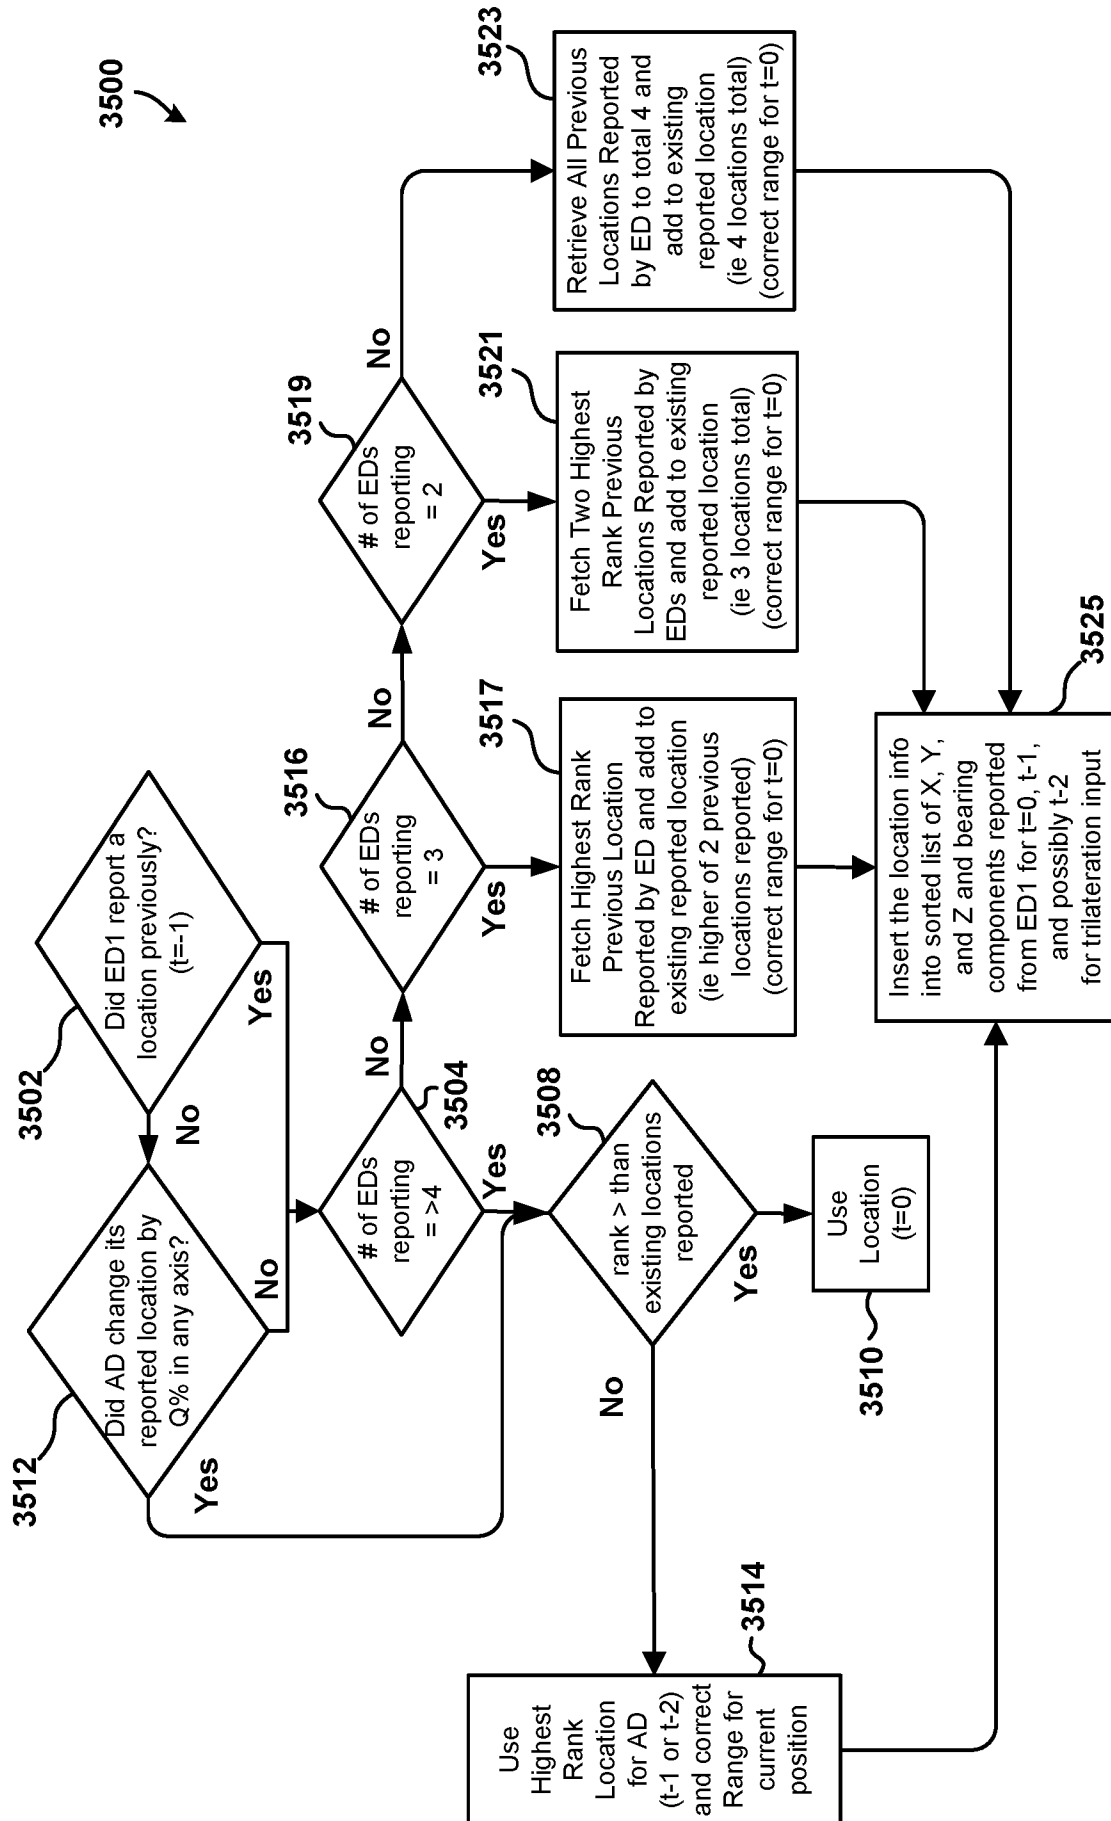 3500
Did ED1 report a
location previously?
(t=-1)
3502
No
Yes
Did AD change its
reported location by
Q% in any axis?
3512
No
Yes
# of EDs
reporting
= >4
3504
No
Yes
# of EDs
reporting
= 3
3516
No
Yes
# of EDs
reporting
= 2
3519
No
Yes
rank > than
existing locations
reported
3508
No
Yes
Use
Location
(t=0)
3510
Use
Highest
Rank
Location
for AD
(t-1 or t-2)
and correct
Range for
current
position
3514
Fetch Highest Rank
Previous Location
Reported by ED and add to
existing reported location
(ie higher of 2 previous
locations reported)
(correct range for t=0)
3517
Fetch Two Highest
Rank Previous
Locations Reported by
EDs and add to existing
reported location
(ie 3 locations total)
(correct range for t=0)
3521
Retrieve All Previous
Locations Reported
by ED to total 4 and
add to existing
reported location
(ie 4 locations total)
(correct range for t=0)
3523
Insert the location info
into sorted list of X, Y,
and Z and bearing
components reported
from ED1 for t=0, t-1,
and possibly t-2
for trilateration input
3525